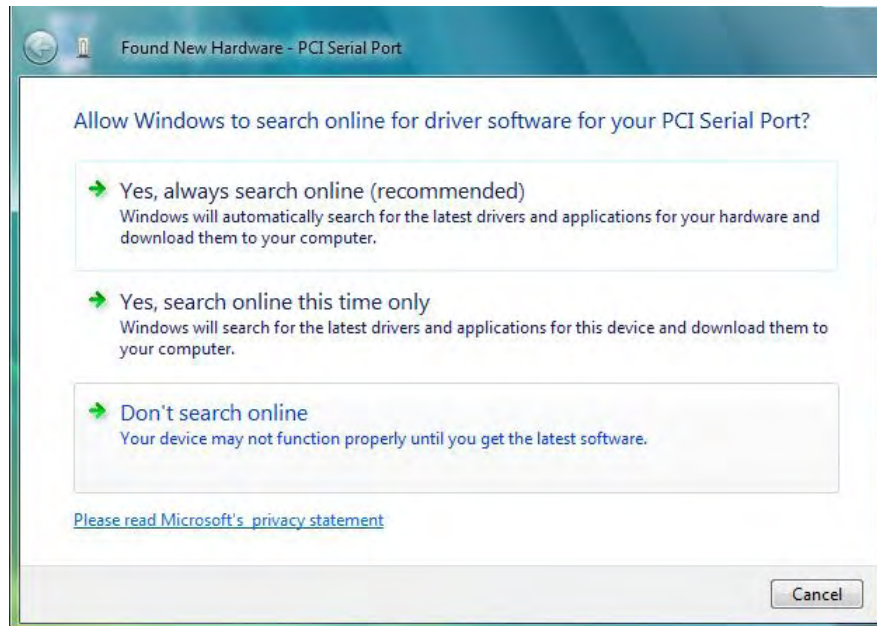 Found New Hardware - PCI Serial Port
Allow Windows to search online for driver software for your PCI Serial Port?
Yes, always search online (recommended)
Windows will automatically search for the latest drivers and applications for your hardware and
download them to your computer.
Yes, search online this time only
Windows will search for the latest drivers and applications for this device and download them to
your computer.
Don't search online
Your device may not function properly until you get the latest software.
Please read Microsoft's privacy statement
Cancel